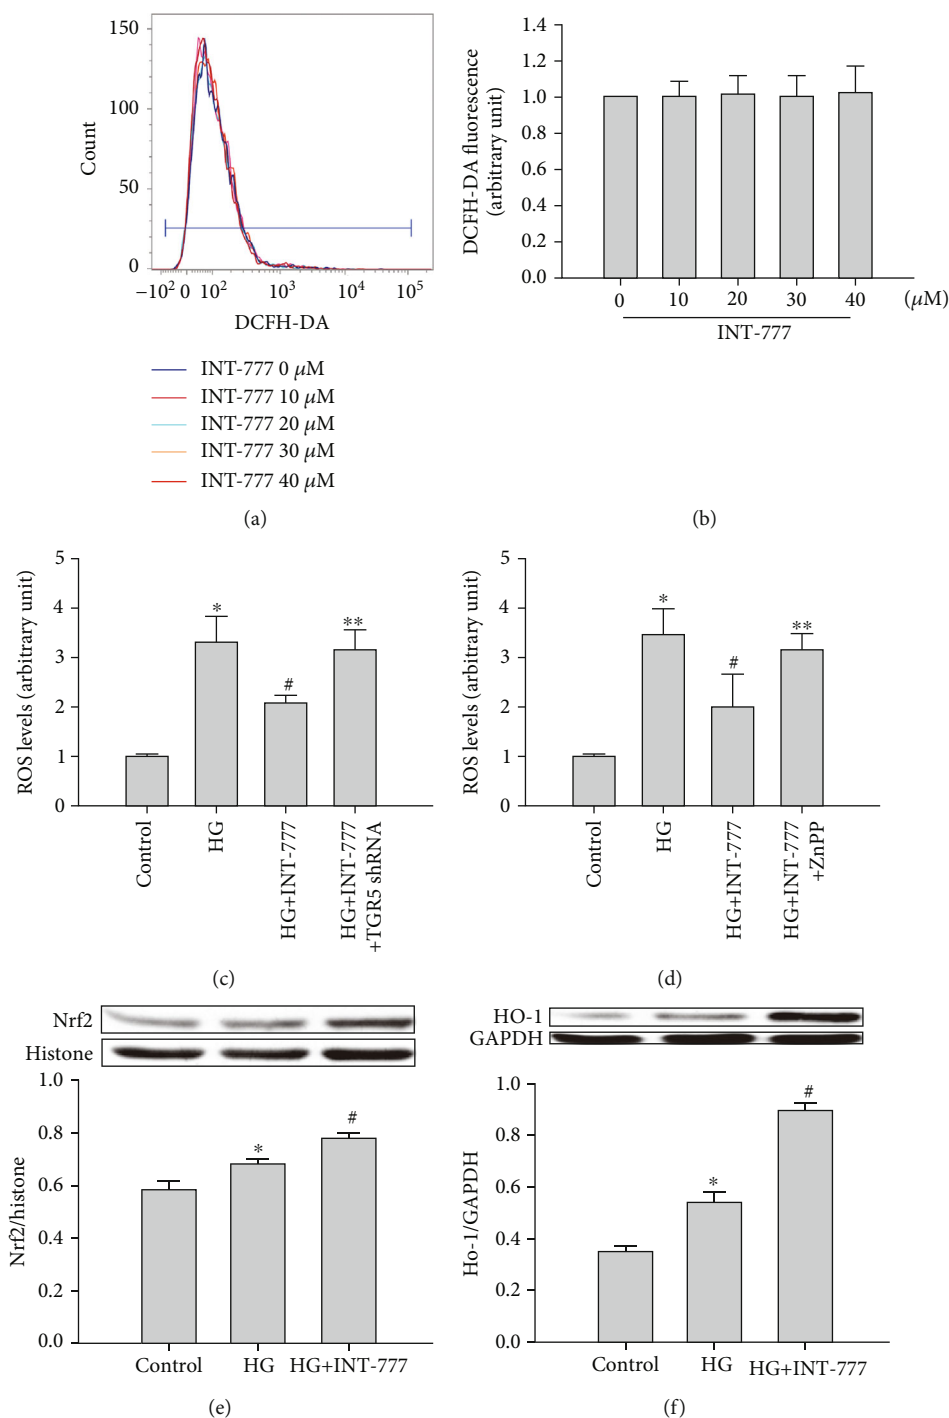 150
100
50
0
Count
−10² 0 10² 10³ 10⁴ 10⁵
DCFH-DA
INT-777 0 μM
INT-777 10 μM
INT-777 20 μM
INT-777 30 μM
INT-777 40 μM
(a)
1.4
1.2
1.0
0.8
0.6
0.4
0.2
0.0
DCFH-DA fluorescence
(arbitrary unit)
0 10 20 30 40 (μM)
INT-777
(b)
5
4
3
2
1
0
ROS levels (arbitrary unit)
*
#
**
Control
HG
HG+INT-777
HG+INT-777
+TGR5 shRNA
(c)
5
4
3
2
1
0
ROS levels (arbitrary unit)
*
#
**
Control
HG
HG+INT-777
HG+INT-777
+ZnPP
(d)
Nrf2
Histone
1.0
0.8
0.6
0.4
0.2
0.0
Nrf2/histone
*
#
Control HG HG+INT-777
(e)
HO-1
GAPDH
1.0
0.8
0.6
0.4
0.2
0.0
Ho-1/GAPDH
*
#
Control HG HG+INT-777
(f)